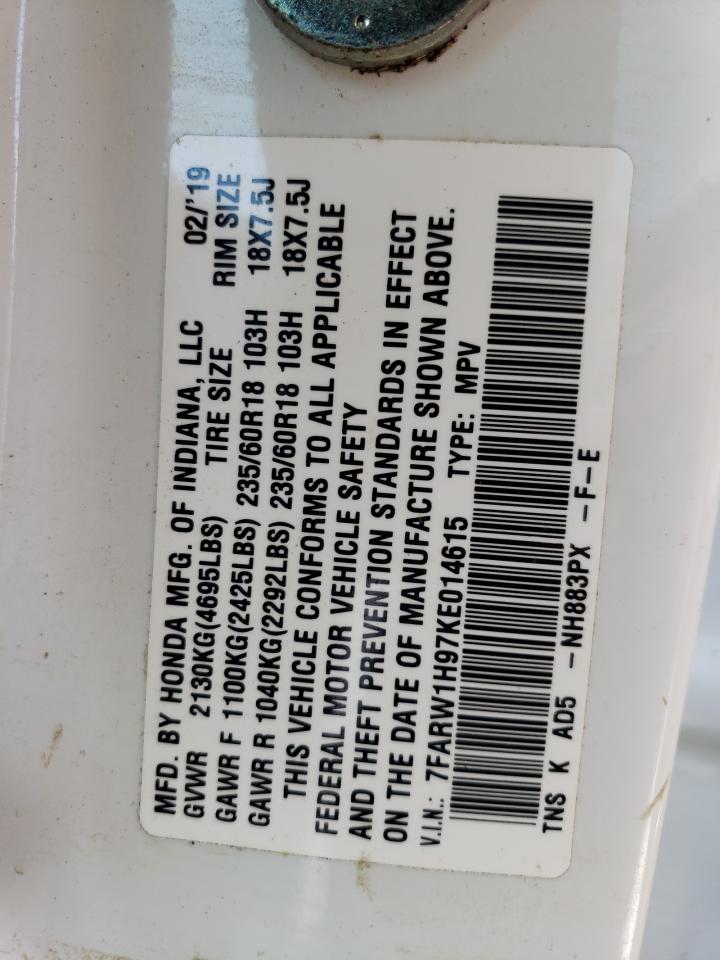 MFD. BY HONDA MFG. OF INDIANA, LLC 02/'19
GVWR 2130KG(4695LBS) TIRE SIZE RIM SIZE
GAWR F 1100KG(2425LBS) 235/60R18 103H 18X7.5J
GAWR R 1040KG(2292LBS) 235/60R18 103H 18X7.5J
THIS VEHICLE CONFORMS TO ALL APPLICABLE
FEDERAL MOTOR VEHICLE SAFETY
AND THEFT PREVENTION STANDARDS IN EFFECT
ON THE DATE OF MANUFACTURE SHOWN ABOVE.
V.I.N.: 7FARW1H97KE014615 TYPE: MPV
TNS K AD5 -NH883PX -F-E